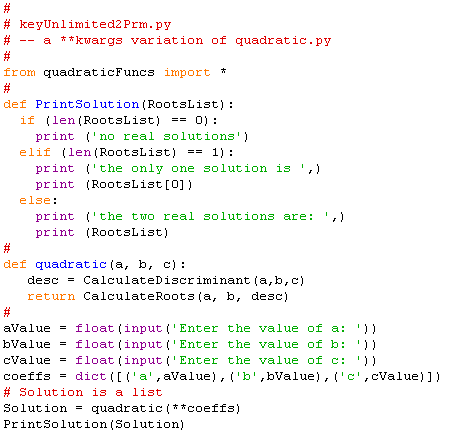 #
# keyUnlimited2Prm.py
# -- a **kwargs variation of quadratic.py
#
from quadraticFuncs import *
#
def PrintSolution(RootsList):
  if (len(RootsList) == 0):
    print ('no real solutions')
  elif (len(RootsList) == 1):
    print ('the only one solution is ',)
    print (RootsList[0])
  else:
    print ('the two real solutions are: ',)
    print (RootsList)
#
def quadratic(a, b, c):
   desc = CalculateDiscriminant(a,b,c)
   return CalculateRoots(a, b, desc)
#
aValue = float(input('Enter the value of a: '))
bValue = float(input('Enter the value of b: '))
cValue = float(input('Enter the value of c: '))
coeffs = dict([('a',aValue),('b',bValue),('c',cValue)])
# Solution is a list
Solution = quadratic(**coeffs)
PrintSolution(Solution)